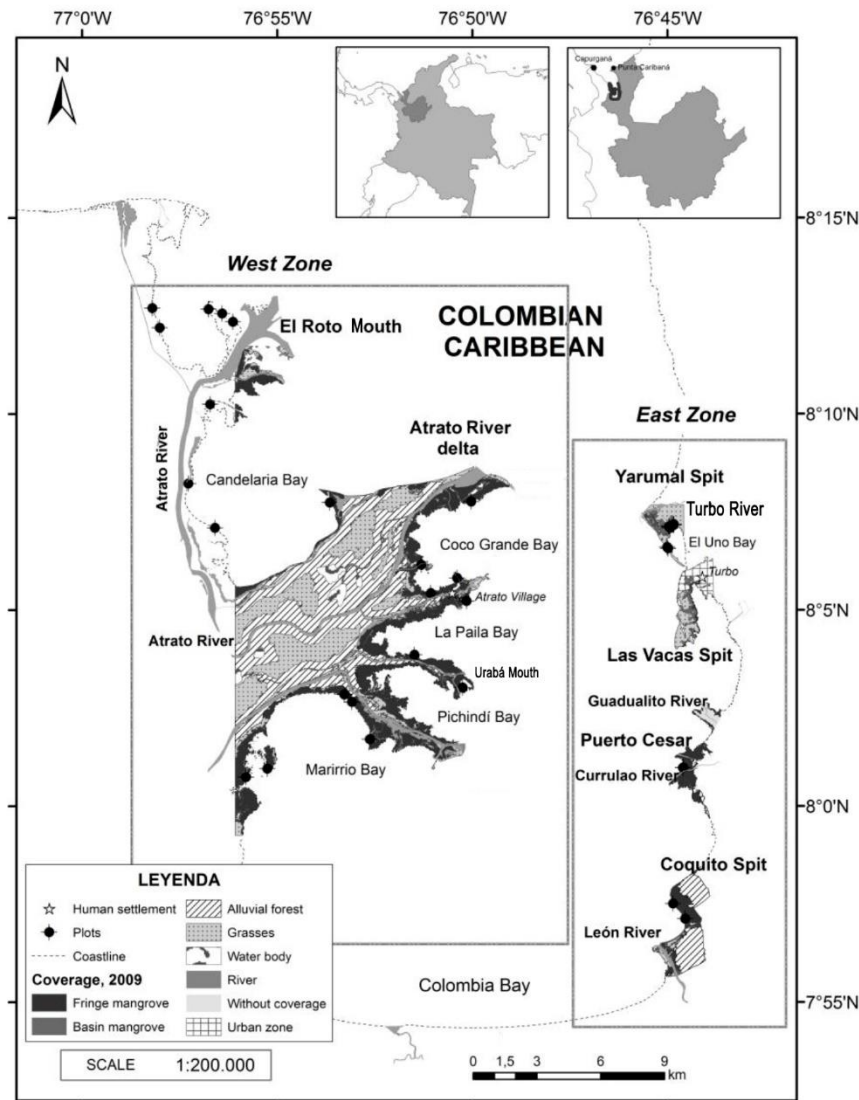 77°0'W
76°55'W
76°50'W
76°45'W
N
Capurganá
Punta Caribaná
8°15'N
West Zone
El Roto Mouth
COLOMBIAN
CARIBBEAN
8°10'N
East Zone
Atrato River
Atrato River
delta
Candelaria Bay
Yarumal Spit
Turbo River
Coco Grande Bay
El Uno Bay
Turbo
Atrato Village
8°5'N
Atrato River
La Paila Bay
Las Vacas Spit
Urabá Mouth
Guadualito River
Pichindí Bay
Puerto Cesar
Marirrio Bay
Currulao River
8°0'N
Coquito Spit
León River
Colombia Bay
7°55'N
LEYENDA
Human settlement
Plots
Coastline
Coverage, 2009
Fringe mangrove
Basin mangrove
Alluvial forest
Grasses
Water body
River
Without coverage
Urban zone
SCALE 1:200.000
0 1,5 3 6 9
km